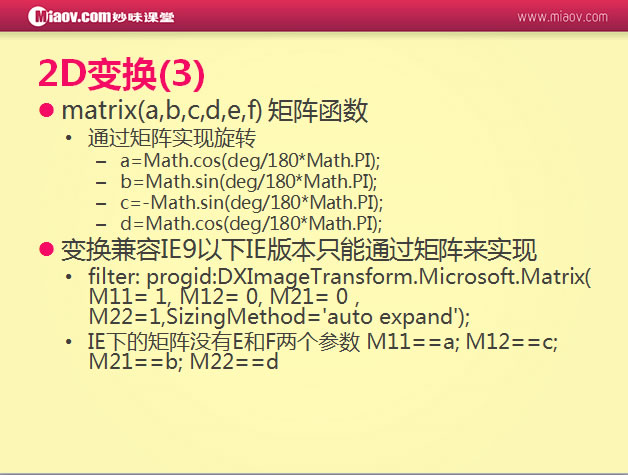 Miaov.com妙味课堂
www.miaov.com
2D变换(3)
matrix(a,b,c,d,e,f) 矩阵函数
• 通过矩阵实现旋转
– a=Math.cos(deg/180*Math.PI);
– b=Math.sin(deg/180*Math.PI);
– c=-Math.sin(deg/180*Math.PI);
– d=Math.cos(deg/180*Math.PI);
变换兼容IE9以下IE版本只能通过矩阵来实现
• filter: progid:DXImageTransform.Microsoft.Matrix(
M11= 1, M12= 0, M21= 0 ,
M22=1,SizingMethod='auto expand');
• IE下的矩阵没有E和F两个参数 M11==a; M12==c;
M21==b; M22==d